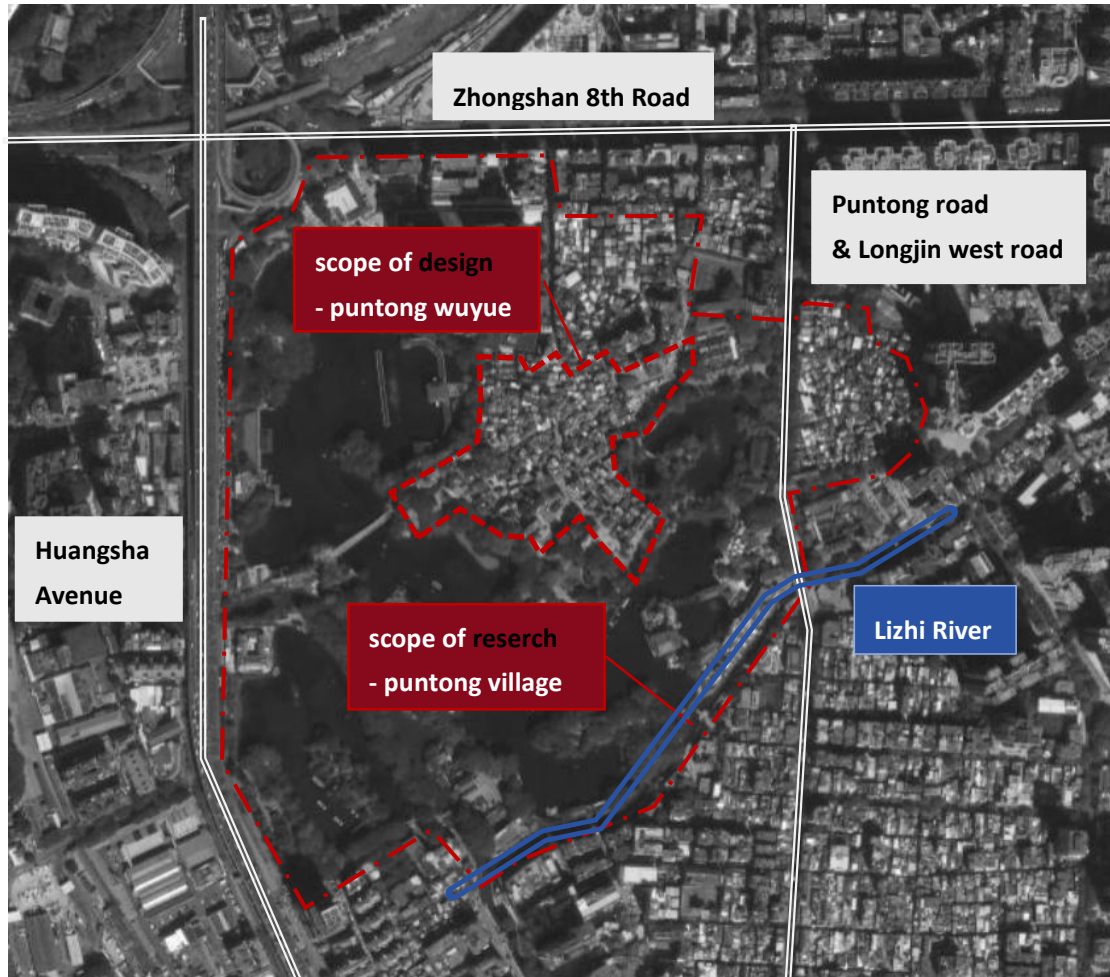 Zhongshan 8th Road
Puntong road
& Longjin west road
scope of design
- puntong wuyue
Huangsha
Avenue
scope of reserch
- puntong village
Lizhi River